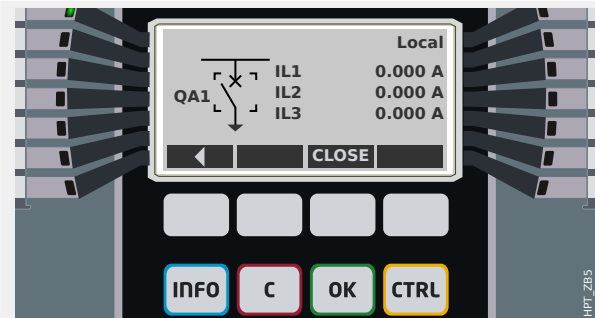 Local
IL1 0.000 A
QA1 IL2 0.000 A
IL3 0.000 A
CLOSE
INFO C OK CTRL
HPT_ZB5